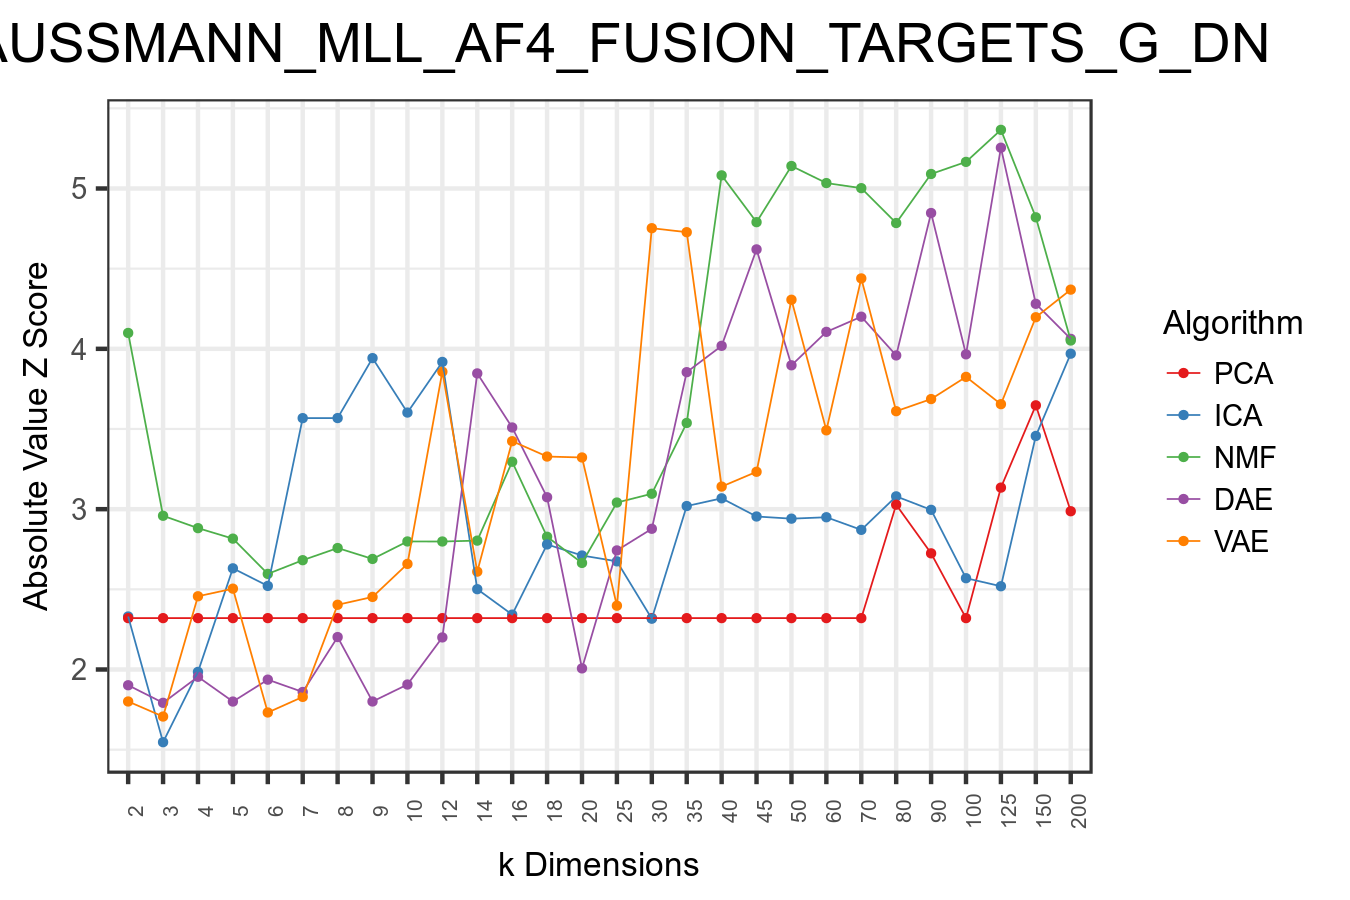 AUSSMANN_MLL_AF4_FUSION_TARGETS_G_DN
Absolute Value Z Score
5
4
3
2
2 3 4 5 6 7 8 9 10 12 14 16 18 20 25 30 35 40 45 50 60 70 80 90 100 125 150 200
k Dimensions
Algorithm
PCA
ICA
NMF
DAE
VAE